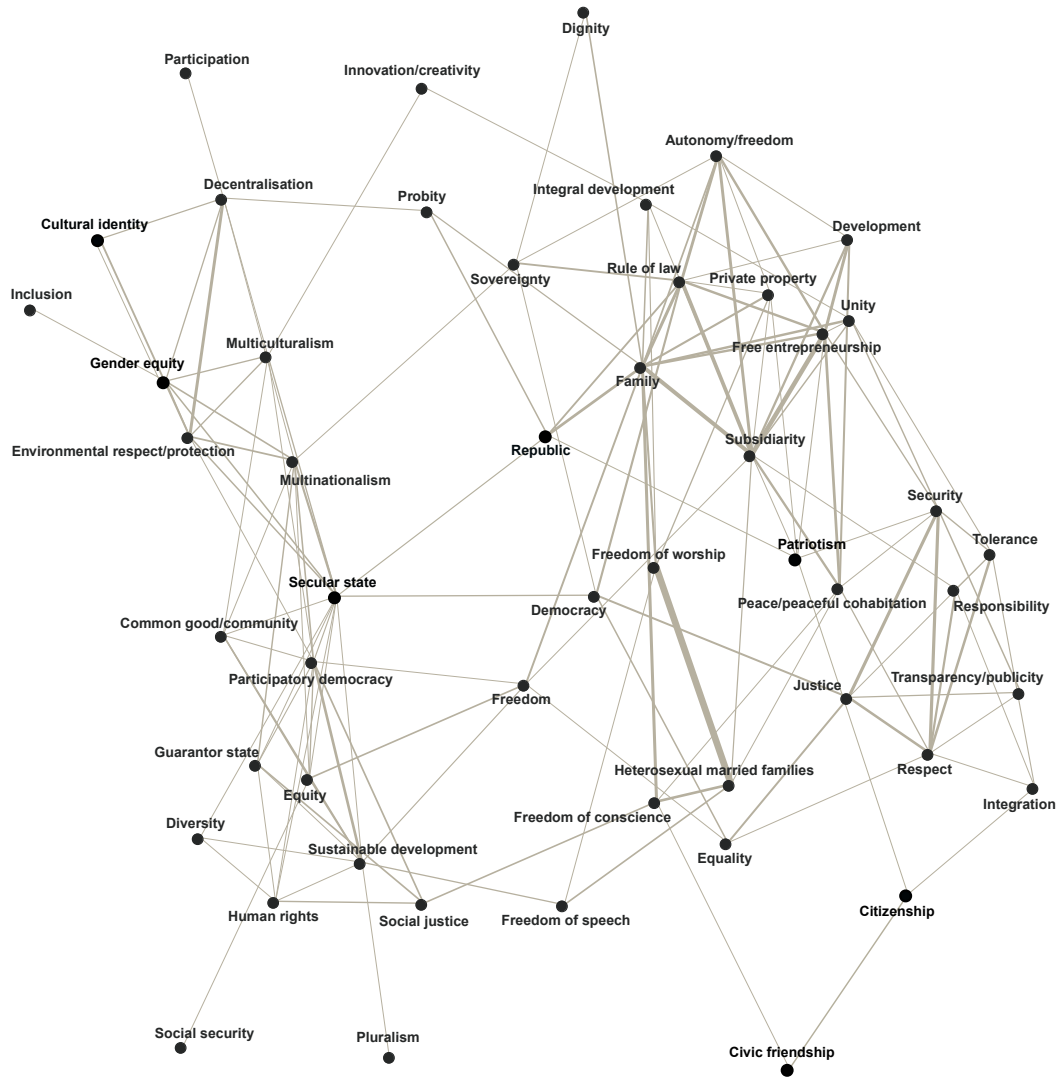 Dignity
Participation
Innovation/creativity
Autonomy/freedom
Decentralisation
Integral development
Probity
Cultural identity
Development
Rule of law
Private property
Sovereignty
Inclusion
Unity
Multiculturalism
Free entrepreneurship
Gender equity
Family
Subsidiarity
Republic
Environmental respect/protection
Multinationalism
Security
Tolerance
Patriotism
Freedom of worship
Secular state
Peace/peaceful cohabitation
Responsibility
Democracy
Common good/community
Participatory democracy
Transparency/publicity
Justice
Freedom
Guarantor state
Heterosexual married families
Respect
Equity
Integration
Freedom of conscience
Diversity
Sustainable development
Equality
Citizenship
Human rights
Social justice
Freedom of speech
Social security
Pluralism
Civic friendship